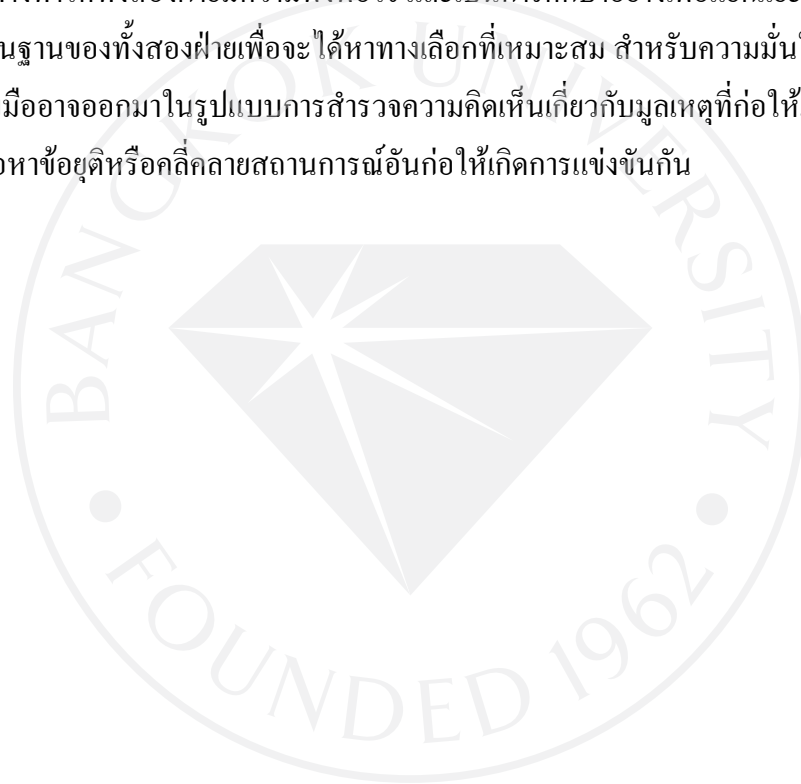 นฐานของทั้งสองฝ่ายเพื่อจะได้หาทางเลือกที่เหมาะสม สำหรับความมั่น
มืออาจออกมาในรูปแบบการสำรวจความคิดเห็นเกี่ยวกับมูลเหตุที่ก่อให้
หาข้อยุติหรือคลี่คลายสถานการณ์อันก่อให้เกิดการแข่งขันกัน
BANGKOK UNIVERSITY
• FOUNDED 1962 •